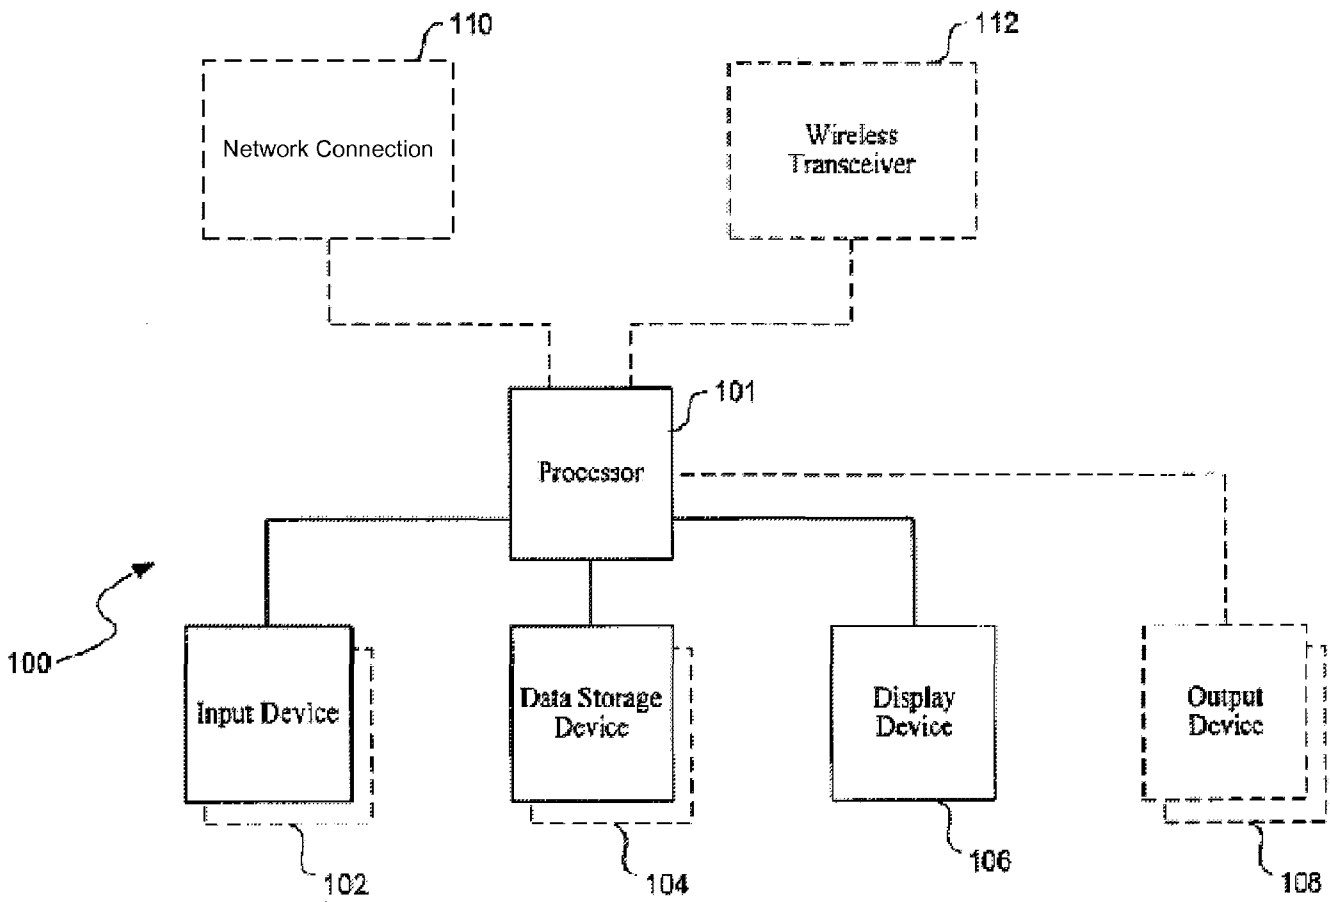 110
112
Network Connection
Wireless
Transceiver
101
Processor
100
Input Device
Data Storage
Device
Display
Device
Output
Device
102
104
106
108